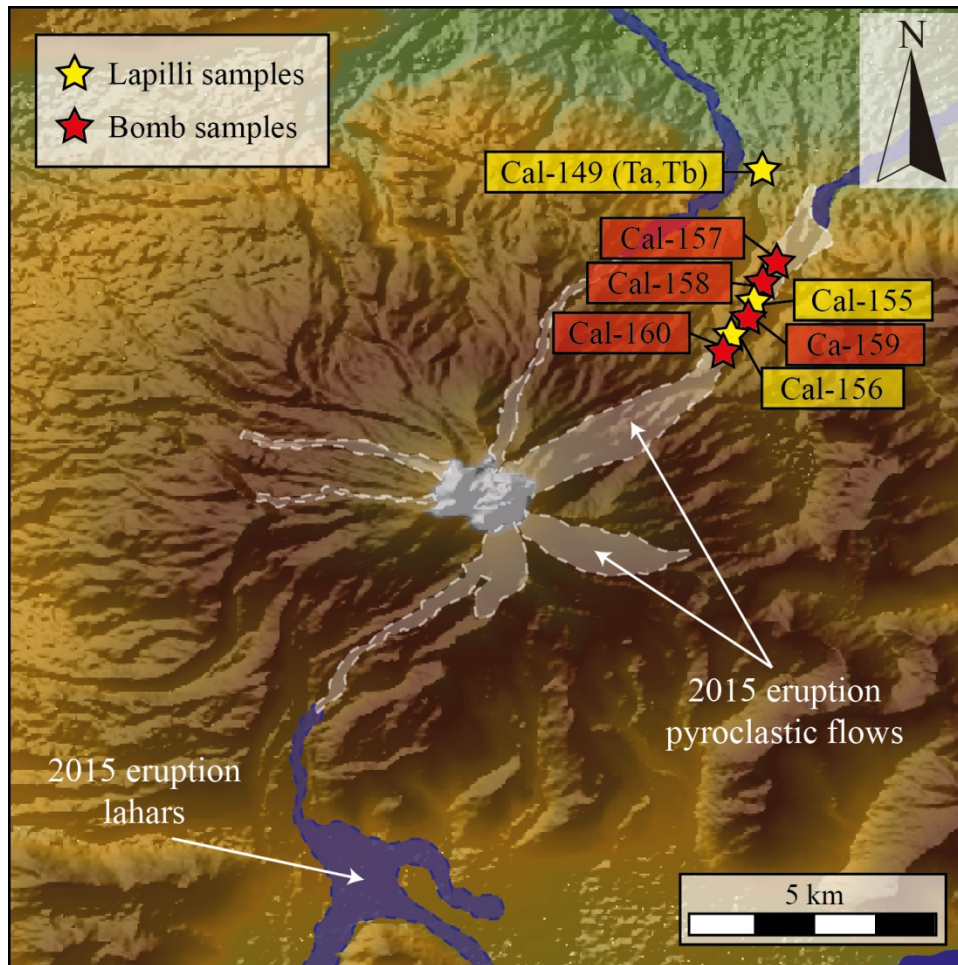 Lapilli samples
Bomb samples
N
Cal-149 (Ta,Tb)
Cal-157
Cal-158
Cal-155
Cal-160
Ca-159
Cal-156
2015 eruption
pyroclastic flows
2015 eruption
lahars
5 km